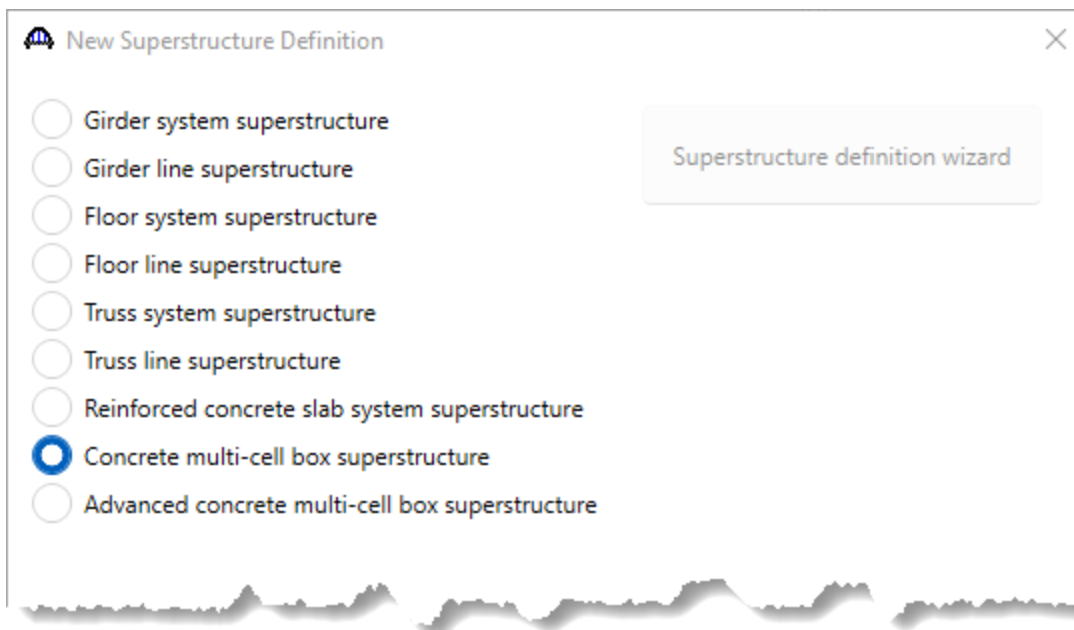 New Superstructure Definition
Girder system superstructure
Superstructure definition wizard
Girder line superstructure
Floor system superstructure
Floor line superstructure
Truss system superstructure
Truss line superstructure
Reinforced concrete slab system superstructure
Concrete multi-cell box superstructure
Advanced concrete multi-cell box superstructure